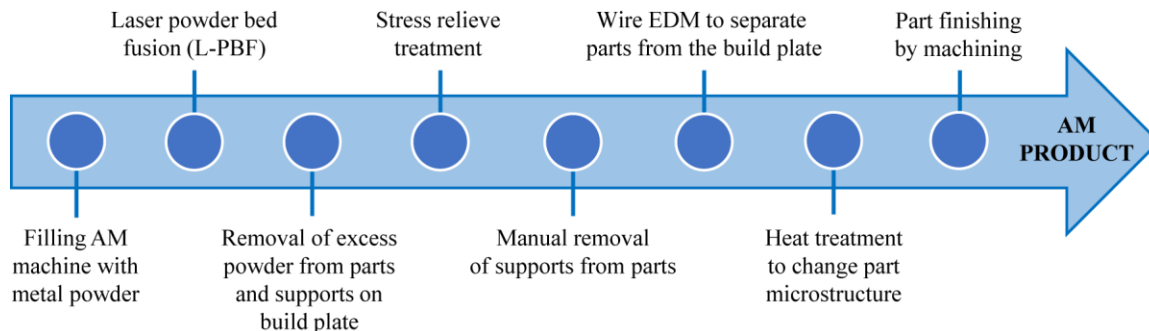 Laser powder bed
fusion (L-PBF)
Stress relieve
treatment
Wire EDM to separate
parts from the build plate
Part finishing
by machining
AM
PRODUCT
Filling AM
machine with
metal powder
Removal of excess
powder from parts
and supports on
build plate
Manual removal
of supports from parts
Heat treatment
to change part
microstructure